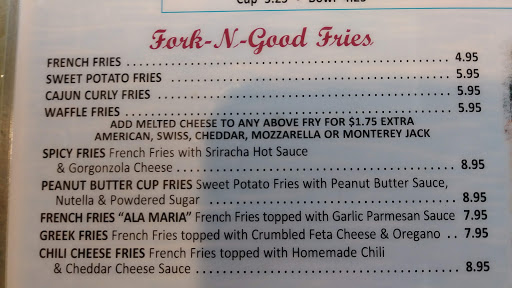 Fork-N-Good Fries
FRENCH FRIES ........ 4.95
SWEET POTATO FRIES ........ 5.95
CAJUN CURLY FRIES ........ 5.95
WAFFLE FRIES ........ 5.95
ADD MELTED CHEESE TO ANY ABOVE FRY FOR $1.75 EXTRA
AMERICAN, SWISS, CHEDDAR, MOZZARELLA OR MONTEREY JACK
SPICY FRIES French Fries with Sriracha Hot Sauce
& Gorgonzola Cheese ........ 8.95
PEANUT BUTTER CUP FRIES Sweet Potato Fries with Peanut Butter Sauce,
Nutella & Powdered Sugar ........ 8.95
FRENCH FRIES “ALA MARIA” French Fries topped with Garlic Parmesan Sauce 7.95
GREEK FRIES French Fries topped with Crumbled Feta Cheese & Oregano .. 7.95
CHILI CHEESE FRIES French Fries topped with Homemade Chili
& Cheddar Cheese Sauce ........ 8.95